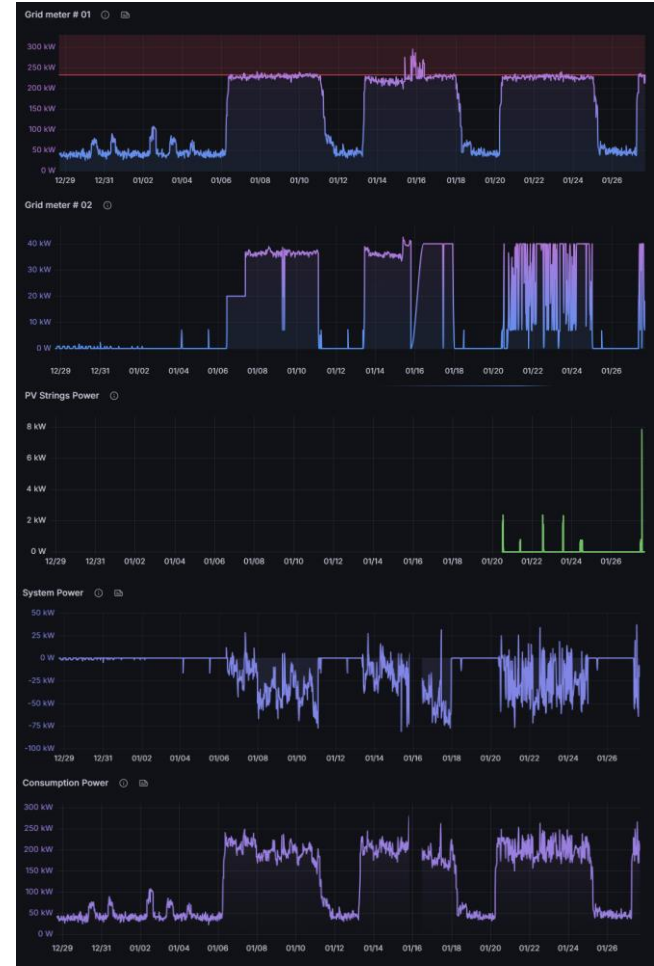 Grid meter # 01
300 kW
250 kW
200 kW
150 kW
100 kW
50 kW
0 W
12/29 12/31 01/02 01/04 01/06 01/08 01/10 01/12 01/14 01/16 01/18 01/20 01/22 01/24 01/26
Grid meter # 02
40 kW
30 kW
20 kW
10 kW
0 W
12/29 12/31 01/02 01/04 01/06 01/08 01/10 01/12 01/14 01/16 01/18 01/20 01/22 01/24 01/26
PV Strings Power
8 kW
6 kW
4 kW
2 kW
0 W
12/29 12/31 01/02 01/04 01/06 01/08 01/10 01/12 01/14 01/16 01/18 01/20 01/22 01/24 01/26
System Power
50 kW
25 kW
0 W
-25 kW
-50 kW
-75 kW
-100 kW
12/29 12/31 01/02 01/04 01/06 01/08 01/10 01/12 01/14 01/16 01/18 01/20 01/22 01/24 01/26
Consumption Power
300 kW
250 kW
200 kW
150 kW
100 kW
50 kW
0 W
12/29 12/31 01/02 01/04 01/06 01/08 01/10 01/12 01/14 01/16 01/18 01/20 01/22 01/24 01/26